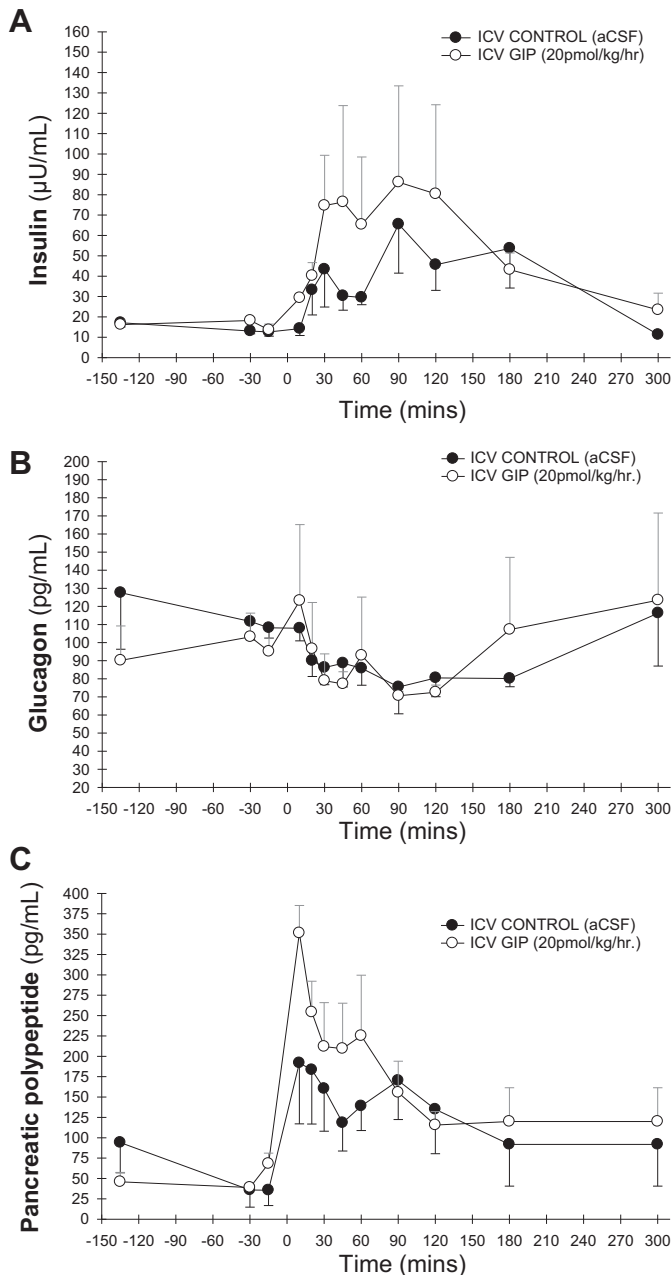 A
160
150
140
130
120
110
100
90
80
70
60
50
40
30
20
10
0
Insulin (µU/mL)
ICV CONTROL (aCSF)
ICV GIP (20pmol/kg/hr)
-150 -120 -90 -60 -30 0 30 60 90 120 150 180 210 240 270 300
Time (mins)
B
200
190
180
170
160
150
140
130
120
110
100
90
80
70
60
50
40
30
20
Glucagon (pg/mL)
ICV CONTROL (aCSF)
ICV GIP (20pmol/kg/hr.)
-150 -120 -90 -60 -30 0 30 60 90 120 150 180 210 240 270 300
Time (mins)
C
400
375
350
325
300
275
250
225
200
175
150
125
100
75
50
25
0
Pancreatic polypeptide (pg/mL)
ICV CONTROL (aCSF)
ICV GIP (20pmol/kg/hr.)
-150 -120 -90 -60 -30 0 30 60 90 120 150 180 210 240 270 300
Time (mins)